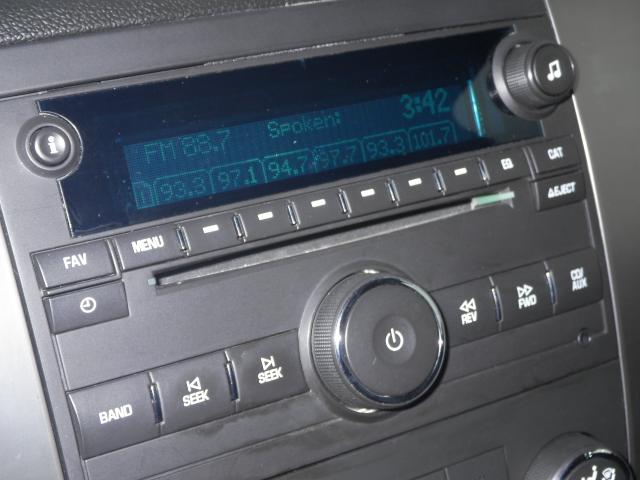 3:42
FM 88.7 Spoken:
D 93.3 97.1 94.7 97.7 93.3 101.7
i
EQ CAT
MENU
EJECT
FAV
REV FWD CD/AUX
SEEK SEEK
BAND